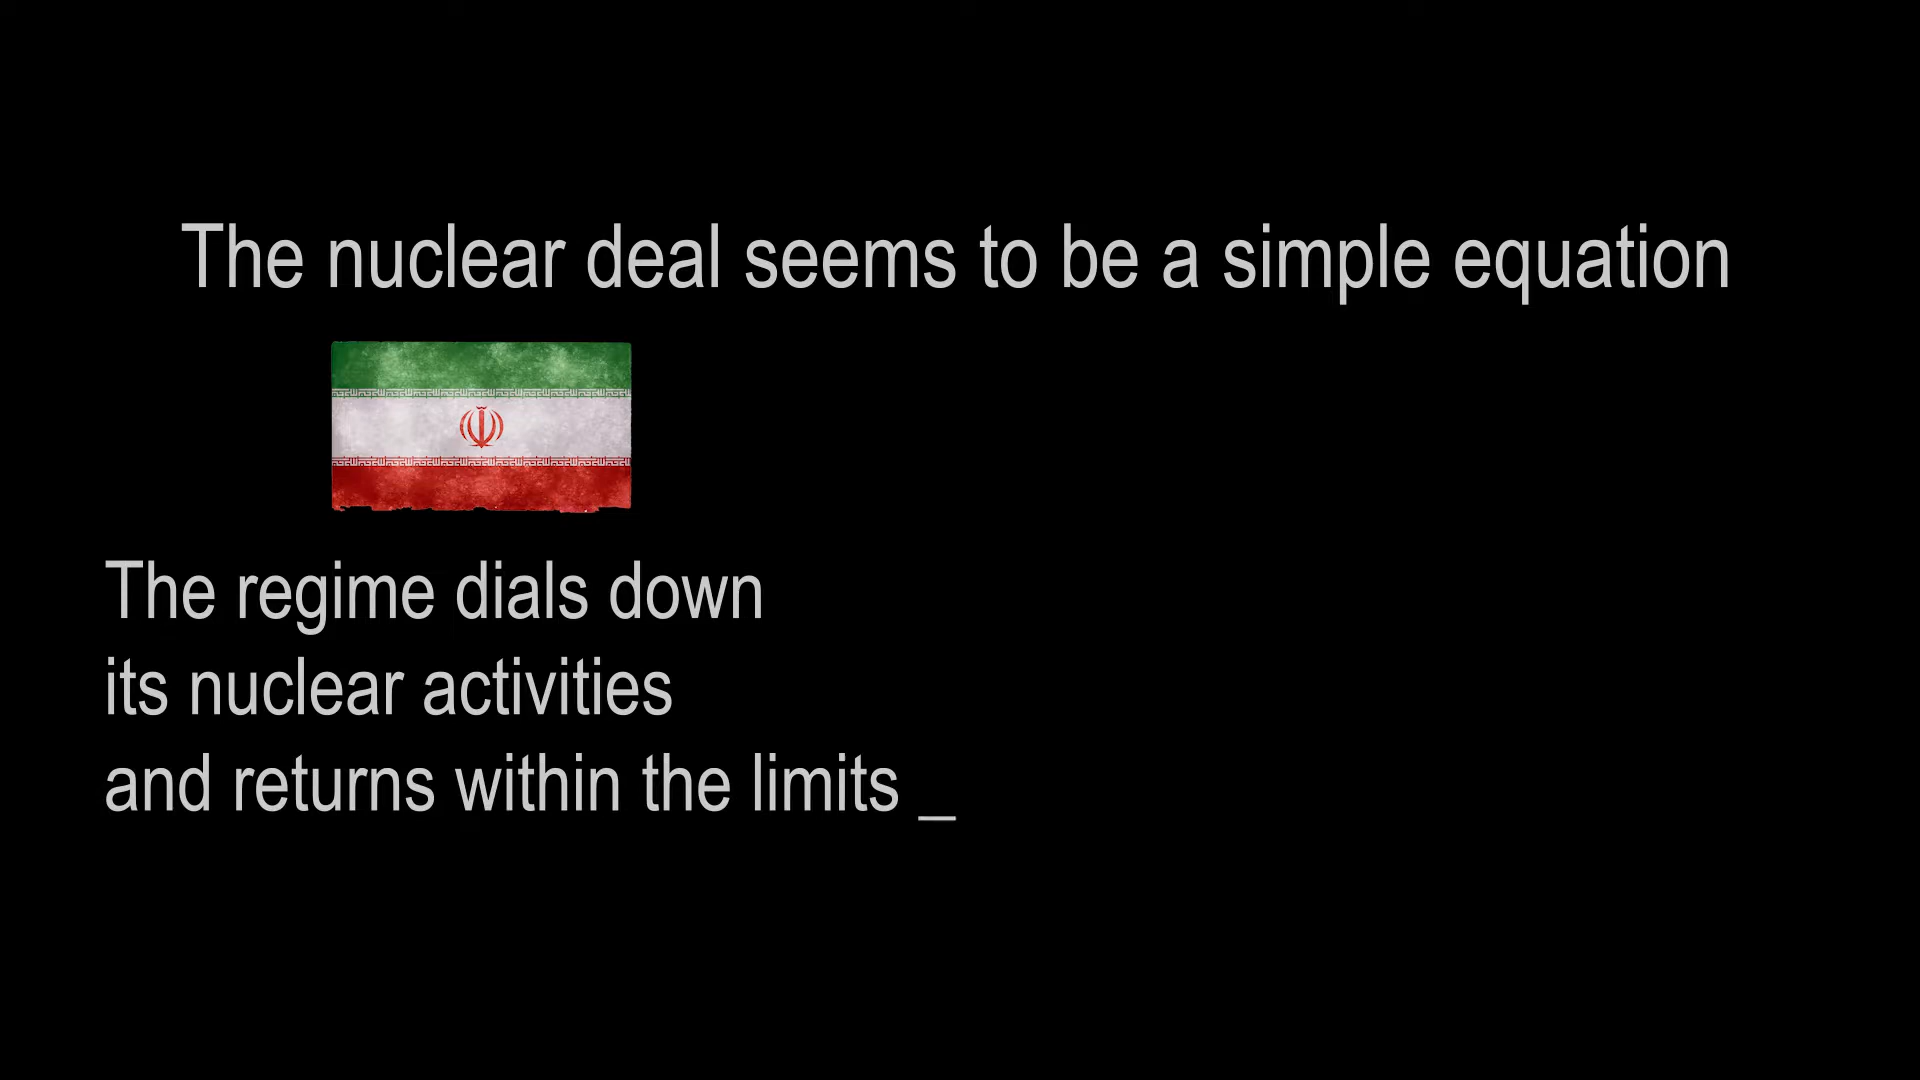 The nuclear deal seems to be a simple equation
The regime dials down
its nuclear activities
and returns within the limits _